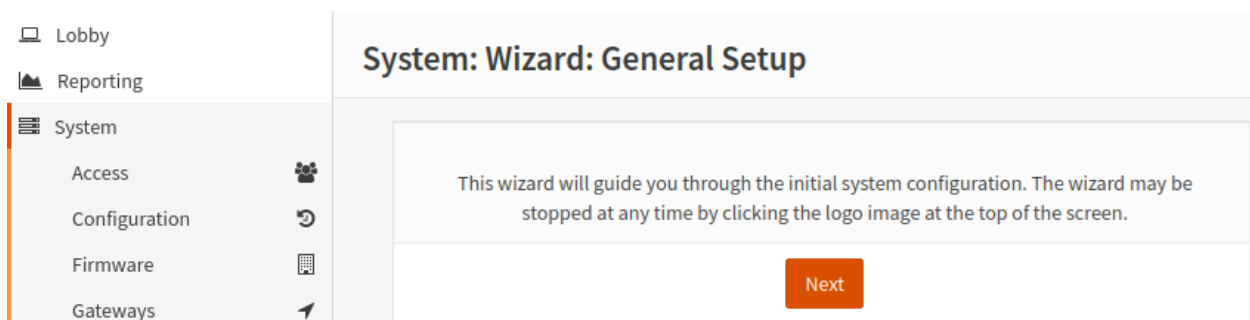 Lobby
Reporting
System
Access
Configuration
Firmware
Gateways
System: Wizard: General Setup
This wizard will guide you through the initial system configuration. The wizard may be
stopped at any time by clicking the logo image at the top of the screen.
Next